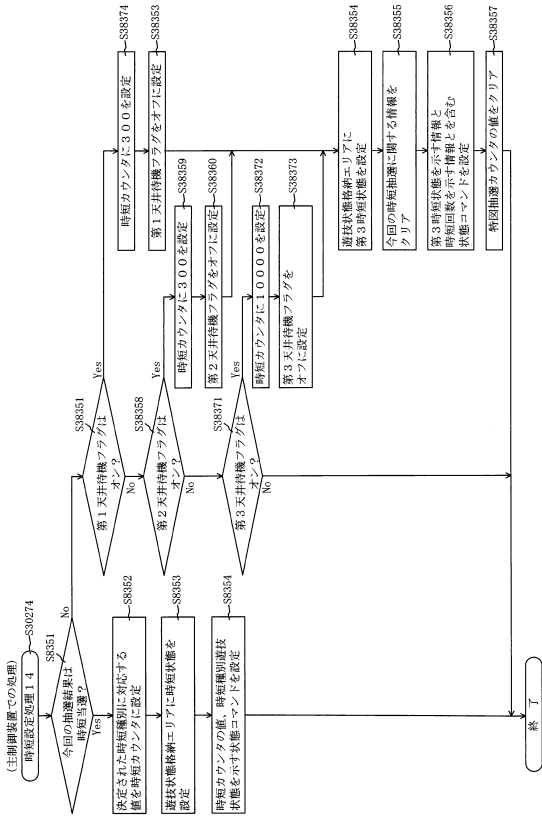 (主制御装置での処理)
時短設定処理１４
S30274
S8351
今回の抽選結果は
時短当選?
No
Yes
決定された時短種別に対応する
値を時短カウンタに設定
S8352
遊技状態格納エリアに時短状態を
設定
S8353
時短カウンタの値、時短種別遊技
状態を示す状態コマンドを設定
S8354
S38351
第１天井待機フラグは
オン?
Yes
No
S38358
第２天井待機フラグは
オン?
Yes
No
S38371
第３天井待機フラグは
オン?
Yes
No
時短カウンタに３００を設定
S38374
第１天井待機フラグをオフに設定
S38353
時短カウンタに３００を設定
S38359
第２天井待機フラグをオフに設定
S38360
時短カウンタに１００００を設定
S38372
第３天井待機フラグを
オフに設定
S38373
遊技状態格納エリアに
第３時短状態を設定
S38354
今回の時短抽選に関する情報を
クリア
S38355
第３時短状態を示す情報と
時短回数を示す情報とを含む
状態コマンドを設定
S38356
特図抽選カウンタの値をクリア
S38357
終 了